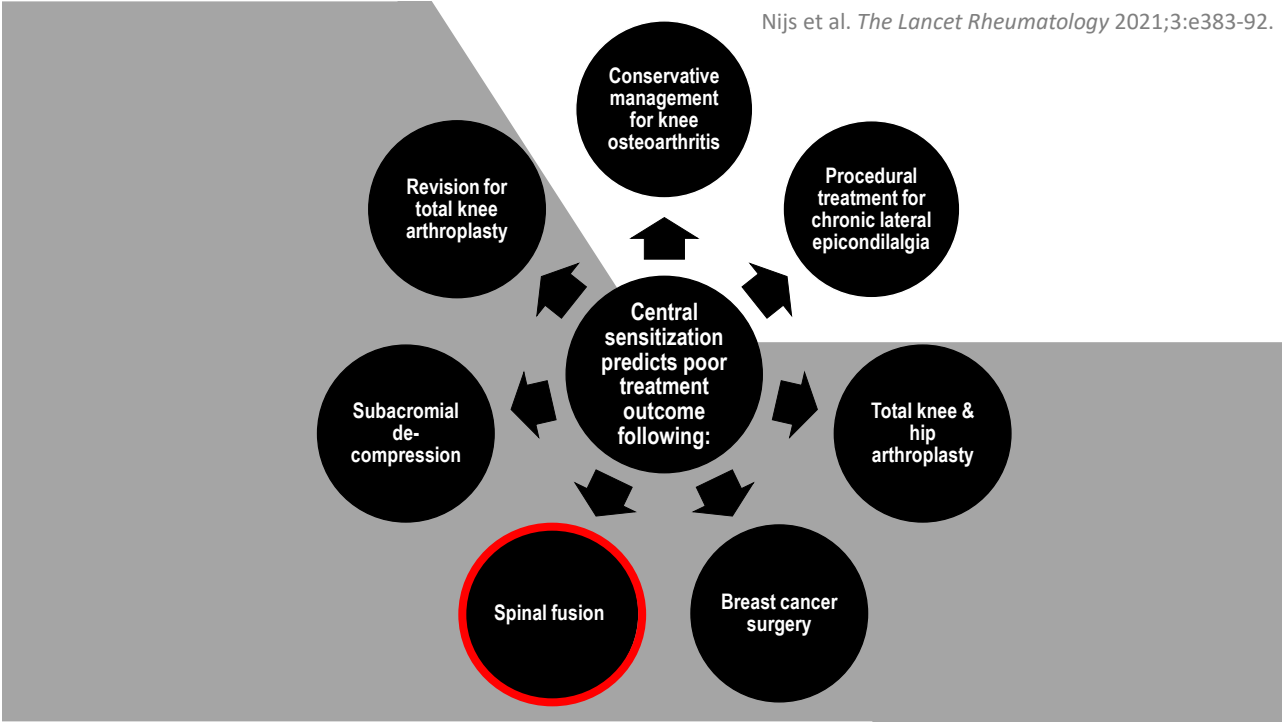 Nijs et al. The Lancet Rheumatology 2021;3:e383-92.
Conservative
management
for knee
osteoarthritis
Procedural
treatment for
chronic lateral
epicondilalgia
Revision for
total knee
arthroplasty
Central
sensitization
predicts poor
treatment
outcome
following:
Total knee &
hip
arthroplasty
Subacromial
de-
compression
Breast cancer
surgery
Spinal fusion